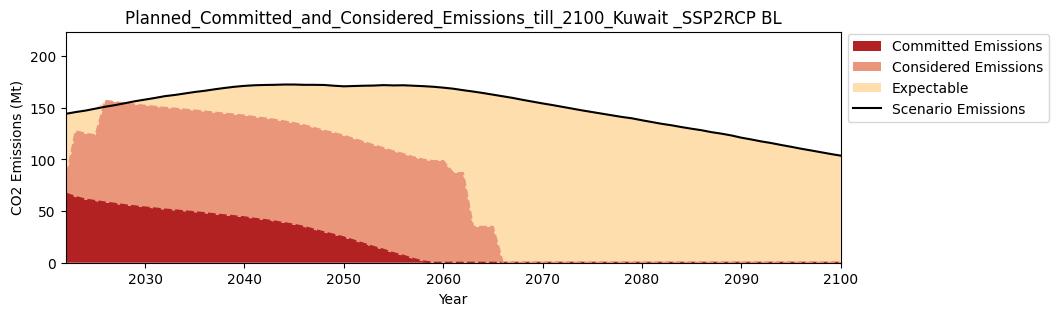 Planned_Committed_and_Considered_Emissions_till_2100_Kuwait _SSP2RCP BL
CO2 Emissions (Mt)
200
150
100
50
0
2030 2040 2050 2060 2070 2080 2090 2100
Year
Committed Emissions
Considered Emissions
Expectable
Scenario Emissions